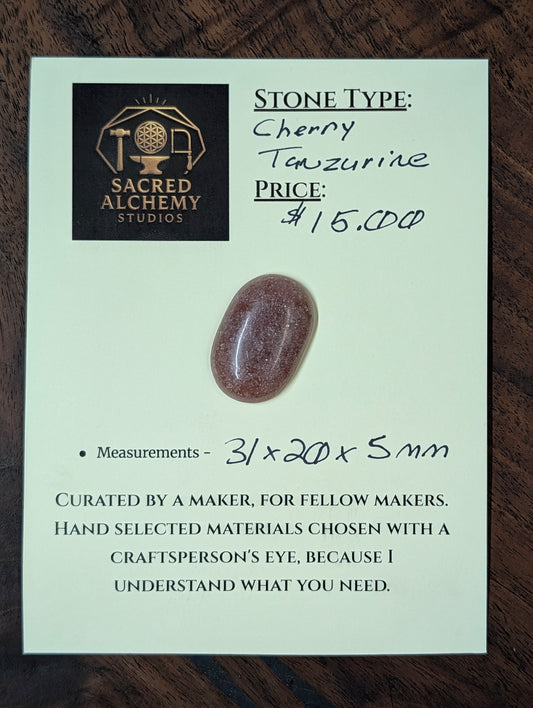 SACRED
ALCHEMY
STUDIOS
STONE TYPE:
Cherry
Tanzurine
PRICE:
$15.00
• Measurements - 31x20x5mm
CURATED BY A MAKER, FOR FELLOW MAKERS.
HAND SELECTED MATERIALS CHOSEN WITH A
CRAFTSPERSON'S EYE, BECAUSE I
UNDERSTAND WHAT YOU NEED.